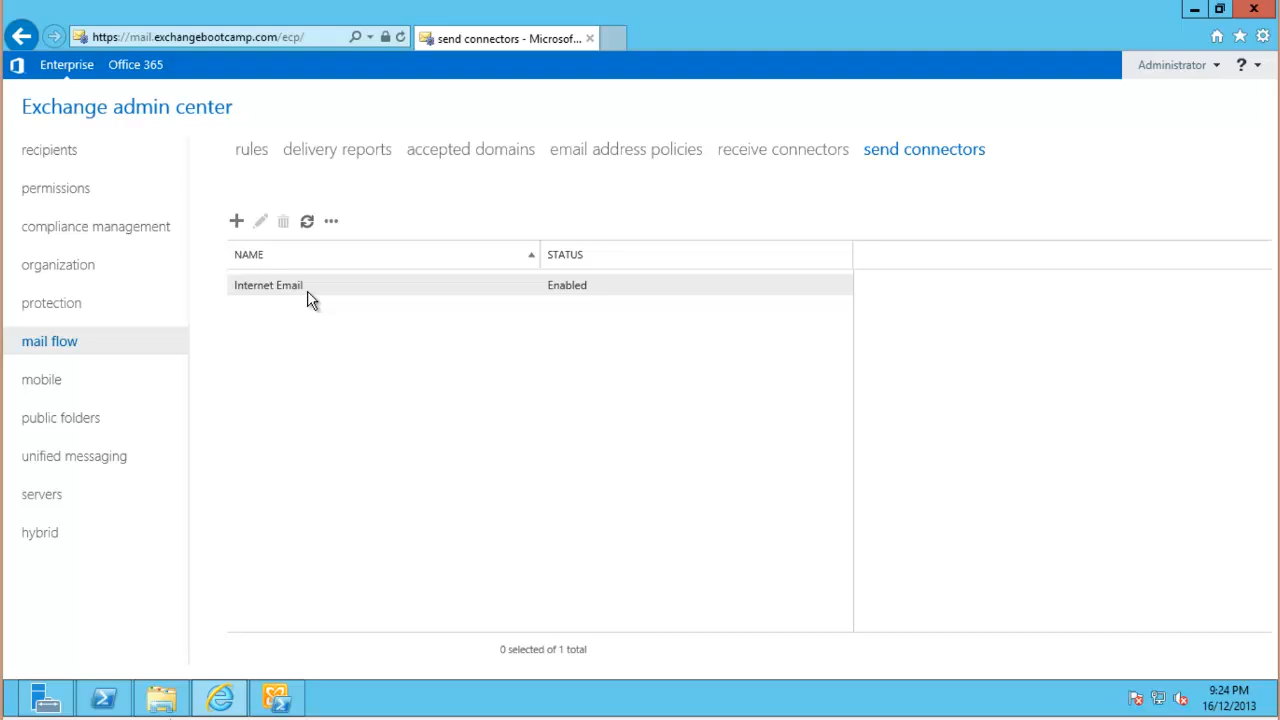 https://mail.exchangebootcamp.com/ecp/
send connectors - Microsof...
Enterprise
Office 365
Administrator
?
Exchange admin center
recipients
permissions
compliance management
organization
protection
mail flow
mobile
public folders
unified messaging
servers
hybrid
rules
delivery reports
accepted domains
email address policies
receive connectors
send connectors
NAME
STATUS
Internet Email
Enabled
0 selected of 1 total
9:24 PM
16/12/2013